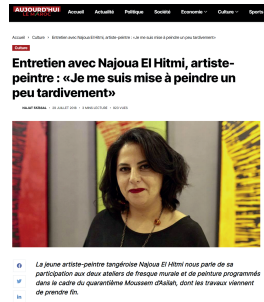 AUJOURD'HUI
LE MAROC
Accueil Actualité Politique Société Economie Culture Sports
Accueil › Culture › Entretien avec Najoua El Hitmi, artiste-peintre : «Je me suis mise à peindre un peu tardivement»
Culture
Entretien avec Najoua El Hitmi, artiste-
peintre : «Je me suis mise à peindre un
peu tardivement»
2018
La jeune artiste-peintre tangéroise Najoua El Hitmi nous parle de sa
participation aux deux ateliers de fresque murale et de peinture programmés
dans le cadre du quarantième Moussem d'Asilah, dont les travaux viennent
de prendre fin.